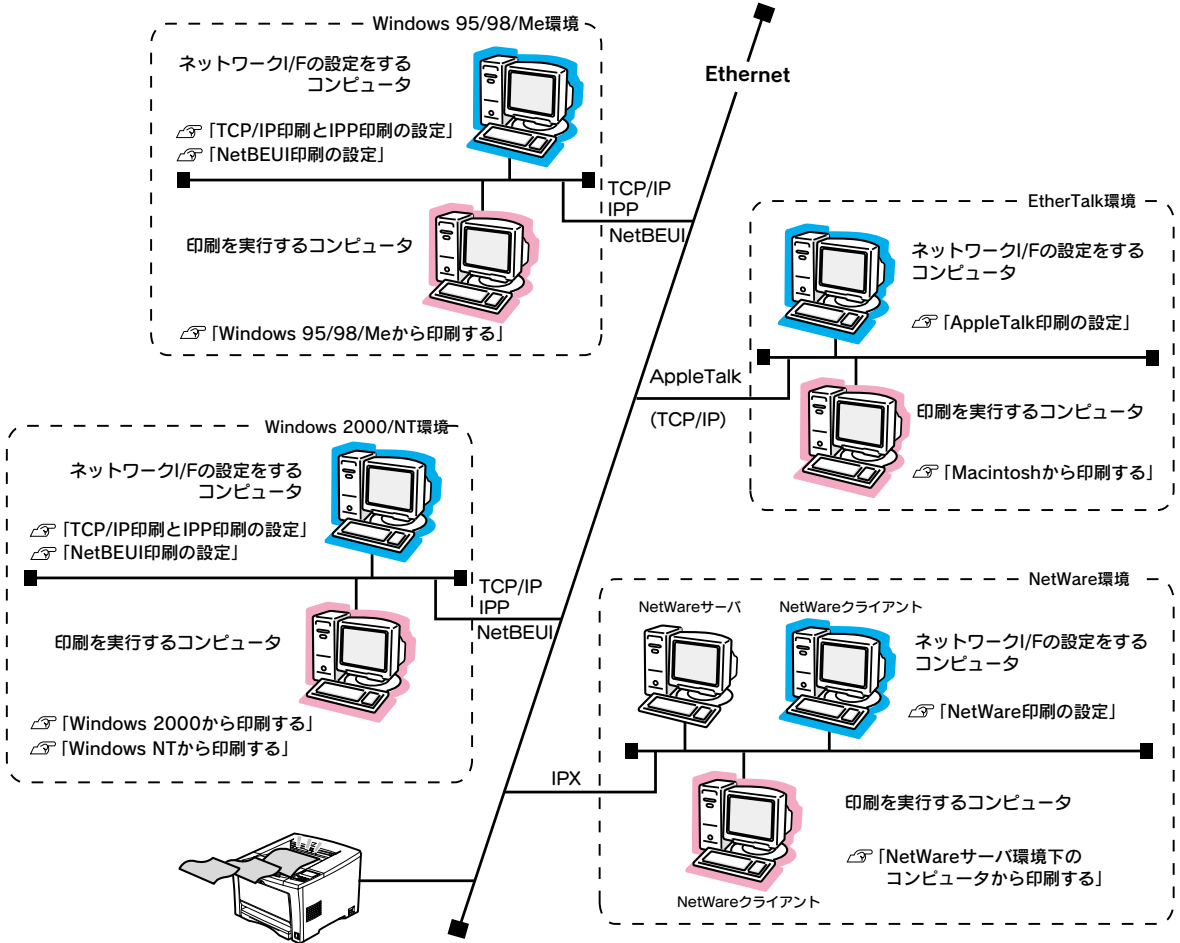 Windows 95/98/Me環境
ネットワークI/Fの設定をする
コンピュータ
「TCP/IP印刷とIPP印刷の設定」
「NetBEUI印刷の設定」
印刷を実行するコンピュータ
「Windows 95/98/Meから印刷する」
TCP/IP
IPP
NetBEUI
Ethernet
EtherTalk環境
ネットワークI/Fの設定をする
コンピュータ
「AppleTalk印刷の設定」
AppleTalk
(TCP/IP)
印刷を実行するコンピュータ
「Macintoshから印刷する」
Windows 2000/NT環境
ネットワークI/Fの設定をする
コンピュータ
「TCP/IP印刷とIPP印刷の設定」
「NetBEUI印刷の設定」
印刷を実行するコンピュータ
「Windows 2000から印刷する」
「Windows NTから印刷する」
TCP/IP
IPP
NetBEUI
NetWare環境
NetWareサーバ
NetWareクライアント
ネットワークI/Fの設定をする
コンピュータ
「NetWare印刷の設定」
IPX
印刷を実行するコンピュータ
「NetWareサーバ環境下の
コンピュータから印刷する」
NetWareクライアント